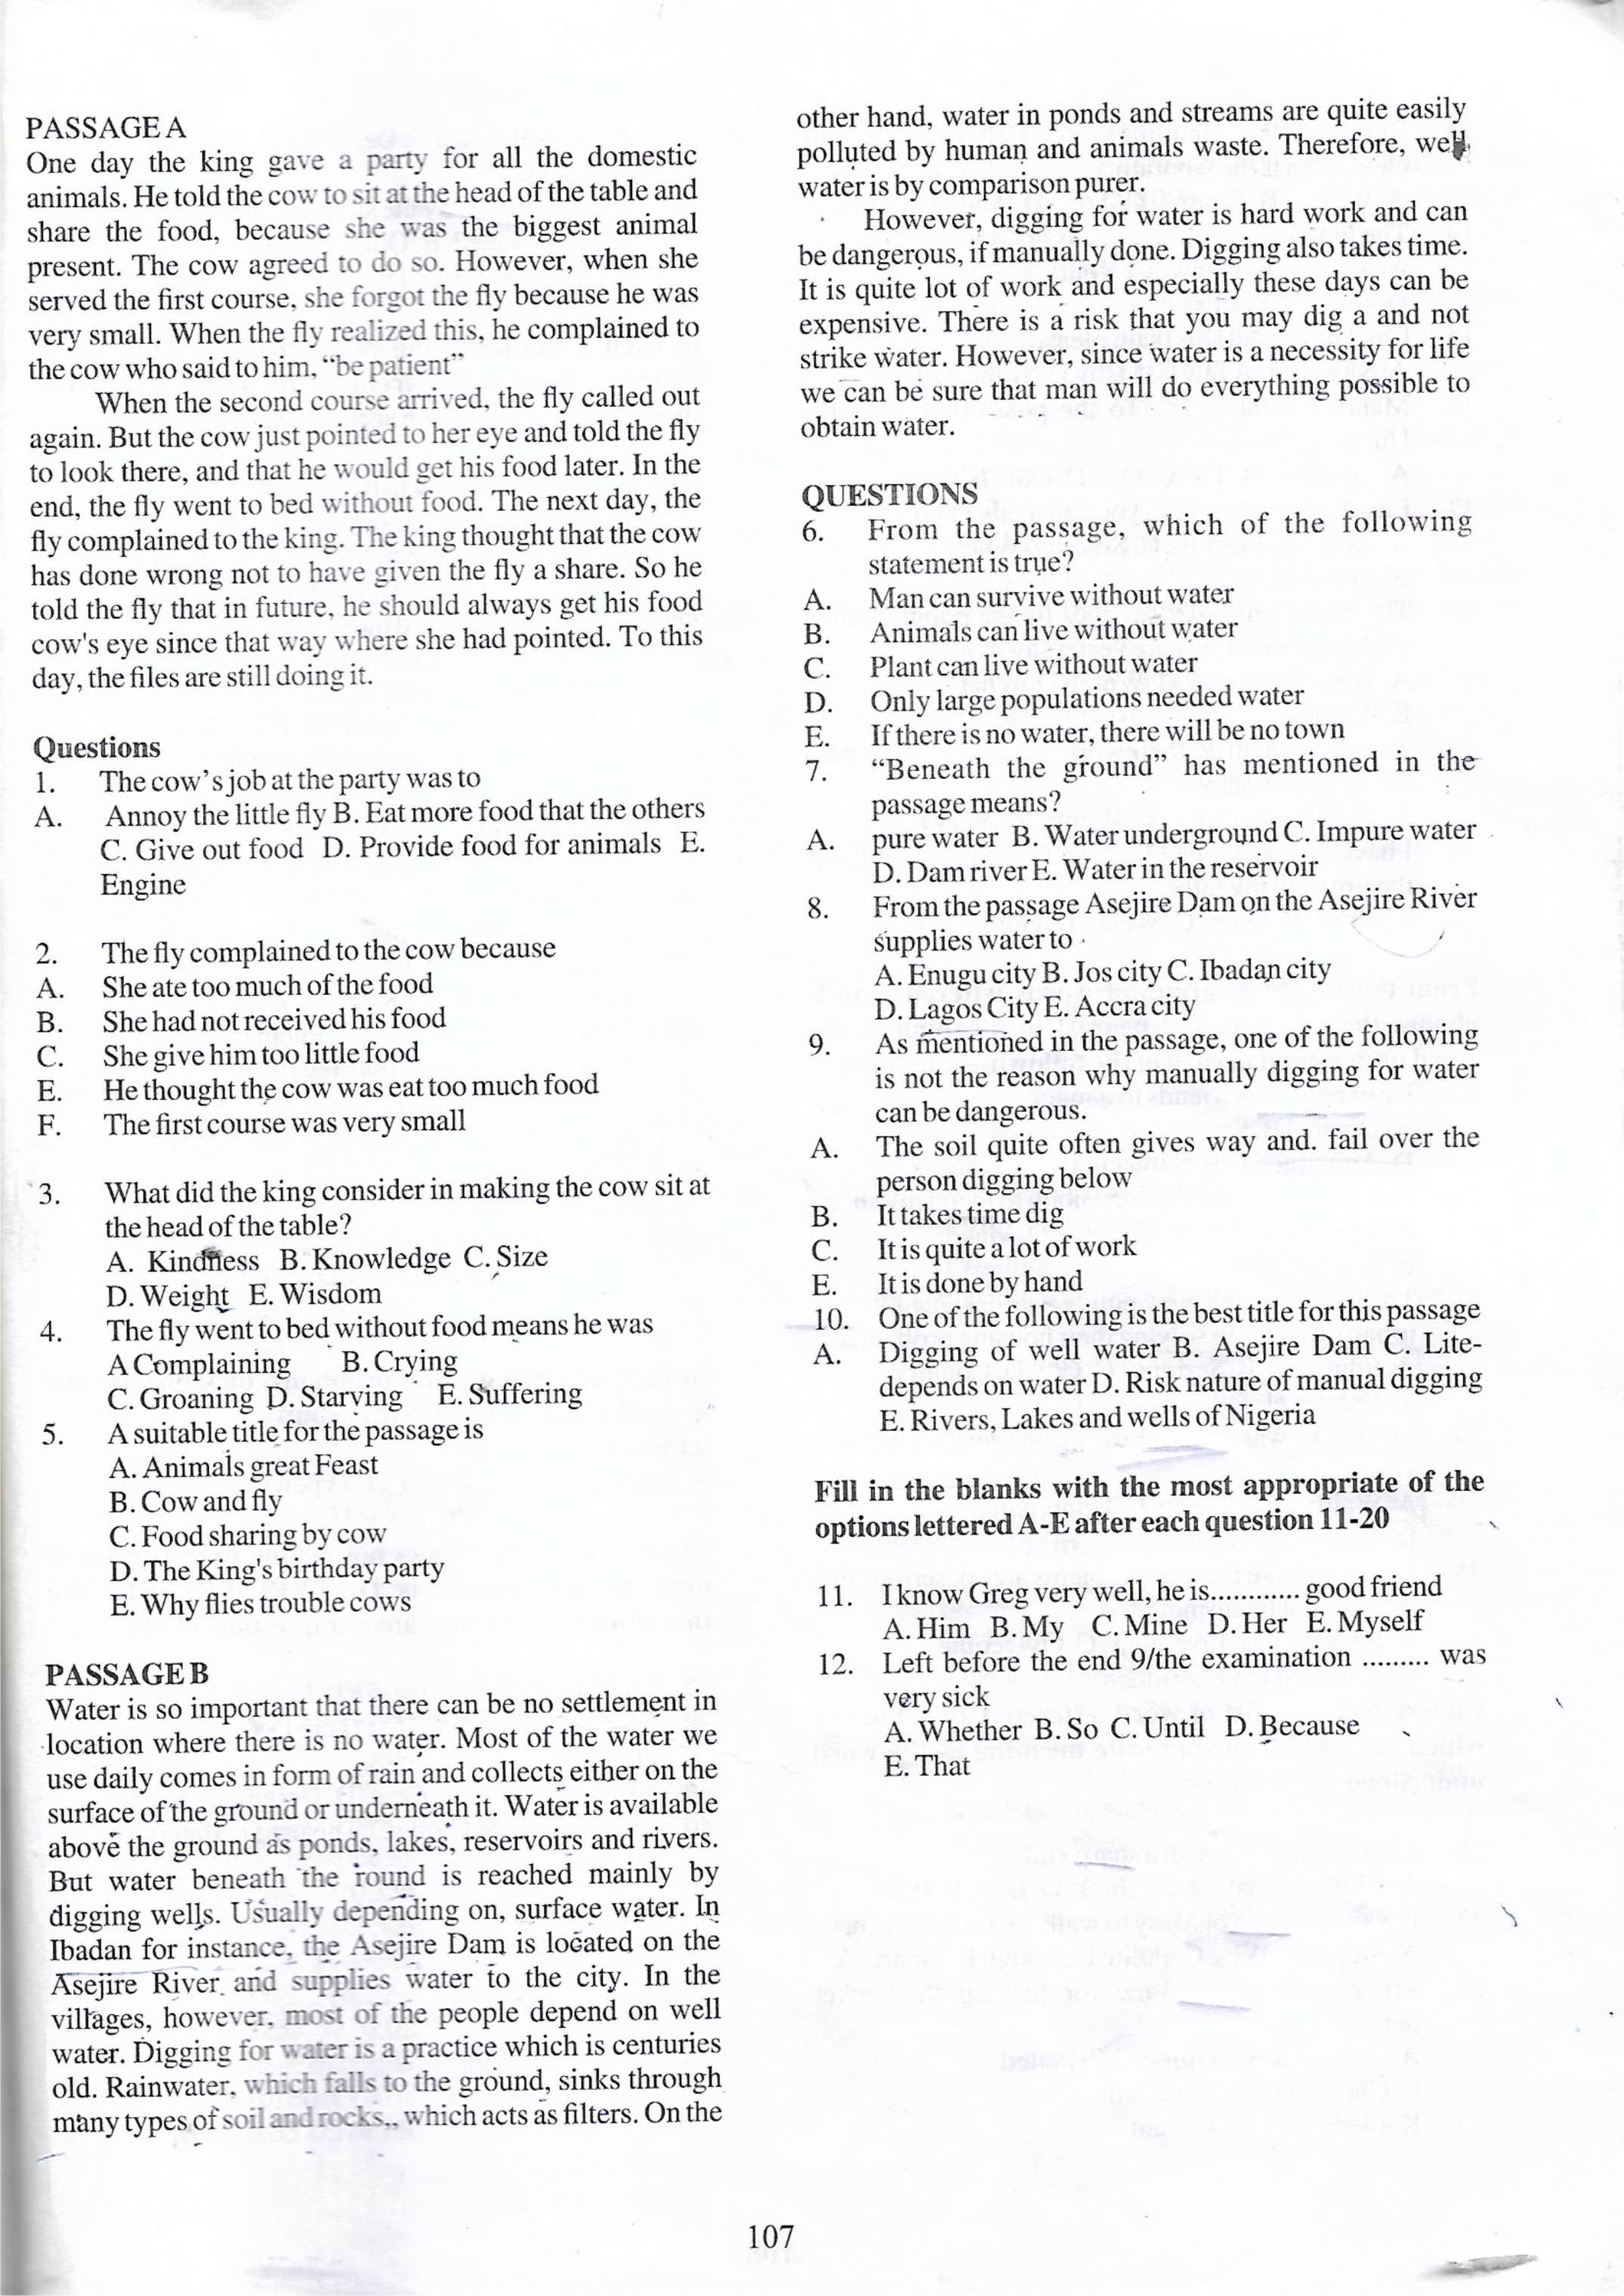 PASSAGE A
One day the king gave a party for all the domestic
animals. He told the cow to sit at the head of the table and
share the food, because she was the biggest animal
present. The cow agreed to do so. However, when she
served the first course, she forgot the fly because he was
very small. When the fly realized this, he complained to
the cow who said to him, “be patient”
When the second course arrived, the fly called out
again. But the cow just pointed to her eye and told the fly
to look there, and that he would get his food later. In the
end, the fly went to bed without food. The next day, the
fly complained to the king. The king thought that the cow
has done wrong not to have given the fly a share. So he
told the fly that in future, he should always get his food
cow's eye since that way where she had pointed. To this
day, the files are still doing it.
Questions
1. The cow’s job at the party was to
A. Annoy the little fly B. Eat more food that the others
C. Give out food D. Provide food for animals E.
Engine
2. The fly complained to the cow because
A. She ate too much of the food
B. She had not received his food
C. She give him too little food
E. He thought the cow was eat too much food
F. The first course was very small
3. What did the king consider in making the cow sit at
the head of the table?
A. Kindness B. Knowledge C. Size
D. Weight E. Wisdom
4. The fly went to bed without food means he was
A Complaining B. Crying
C. Groaning D. Starving E. Suffering
5. A suitable title for the passage is
A. Animals great Feast
B. Cow and fly
C. Food sharing by cow
D. The King's birthday party
E. Why flies trouble cows
PASSAGE B
Water is so important that there can be no settlement in
location where there is no water. Most of the water we
use daily comes in form of rain and collects either on the
surface of the ground or underneath it. Water is available
above the ground as ponds, lakes, reservoirs and rivers.
But water beneath the round is reached mainly by
digging wells. Usually depending on, surface water. In
Ibadan for instance, the Asejire Dam is located on the
Asejire River. and supplies water to the city. In the
villages, however, most of the people depend on well
water. Digging for water is a practice which is centuries
old. Rainwater, which falls to the ground, sinks through
many types of soil and rocks,, which acts as filters. On the
other hand, water in ponds and streams are quite easily
polluted by human and animals waste. Therefore, well
water is by comparison purer.
However, digging for water is hard work and can
be dangerous, if manually done. Digging also takes time.
It is quite lot of work and especially these days can be
expensive. There is a risk that you may dig a and not
strike water. However, since water is a necessity for life
we can be sure that man will do everything possible to
obtain water.
QUESTIONS
6. From the passage, which of the following
statement is true?
A. Man can survive without water
B. Animals can live without water
C. Plant can live without water
D. Only large populations needed water
E. If there is no water, there will be no town
7. “Beneath the ground” has mentioned in the
passage means?
A. pure water B. Water underground C. Impure water
D. Dam river E. Water in the reservoir
8. From the passage Asejire Dam on the Asejire River
supplies water to
A. Enugu city B. Jos city C. Ibadan city
D. Lagos City E. Accra city
9. As mentioned in the passage, one of the following
is not the reason why manually digging for water
can be dangerous.
A. The soil quite often gives way and. fail over the
person digging below
B. It takes time dig
C. It is quite a lot of work
E. It is done by hand
10. One of the following is the best title for this passage
A. Digging of well water B. Asejire Dam C. Lite-
depends on water D. Risk nature of manual digging
E. Rivers, Lakes and wells of Nigeria
Fill in the blanks with the most appropriate of the
options lettered A-E after each question 11-20
11. I know Greg very well, he is............ good friend
A. Him B. My C. Mine D. Her E. Myself
12. Left before the end 9/the examination ......... was
very sick
A. Whether B. So C. Until D. Because
E. That
107